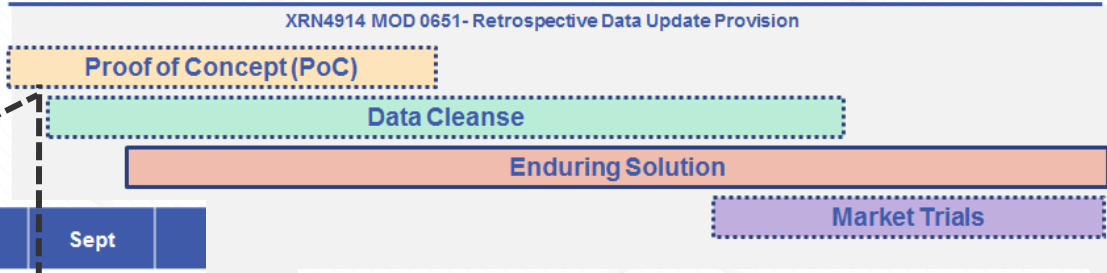 XRN4914 MOD 0651- Retrospective Data Update Provision
Proof of Concept (PoC)
Data Cleanse
Enduring Solution
Market Trials
Sept